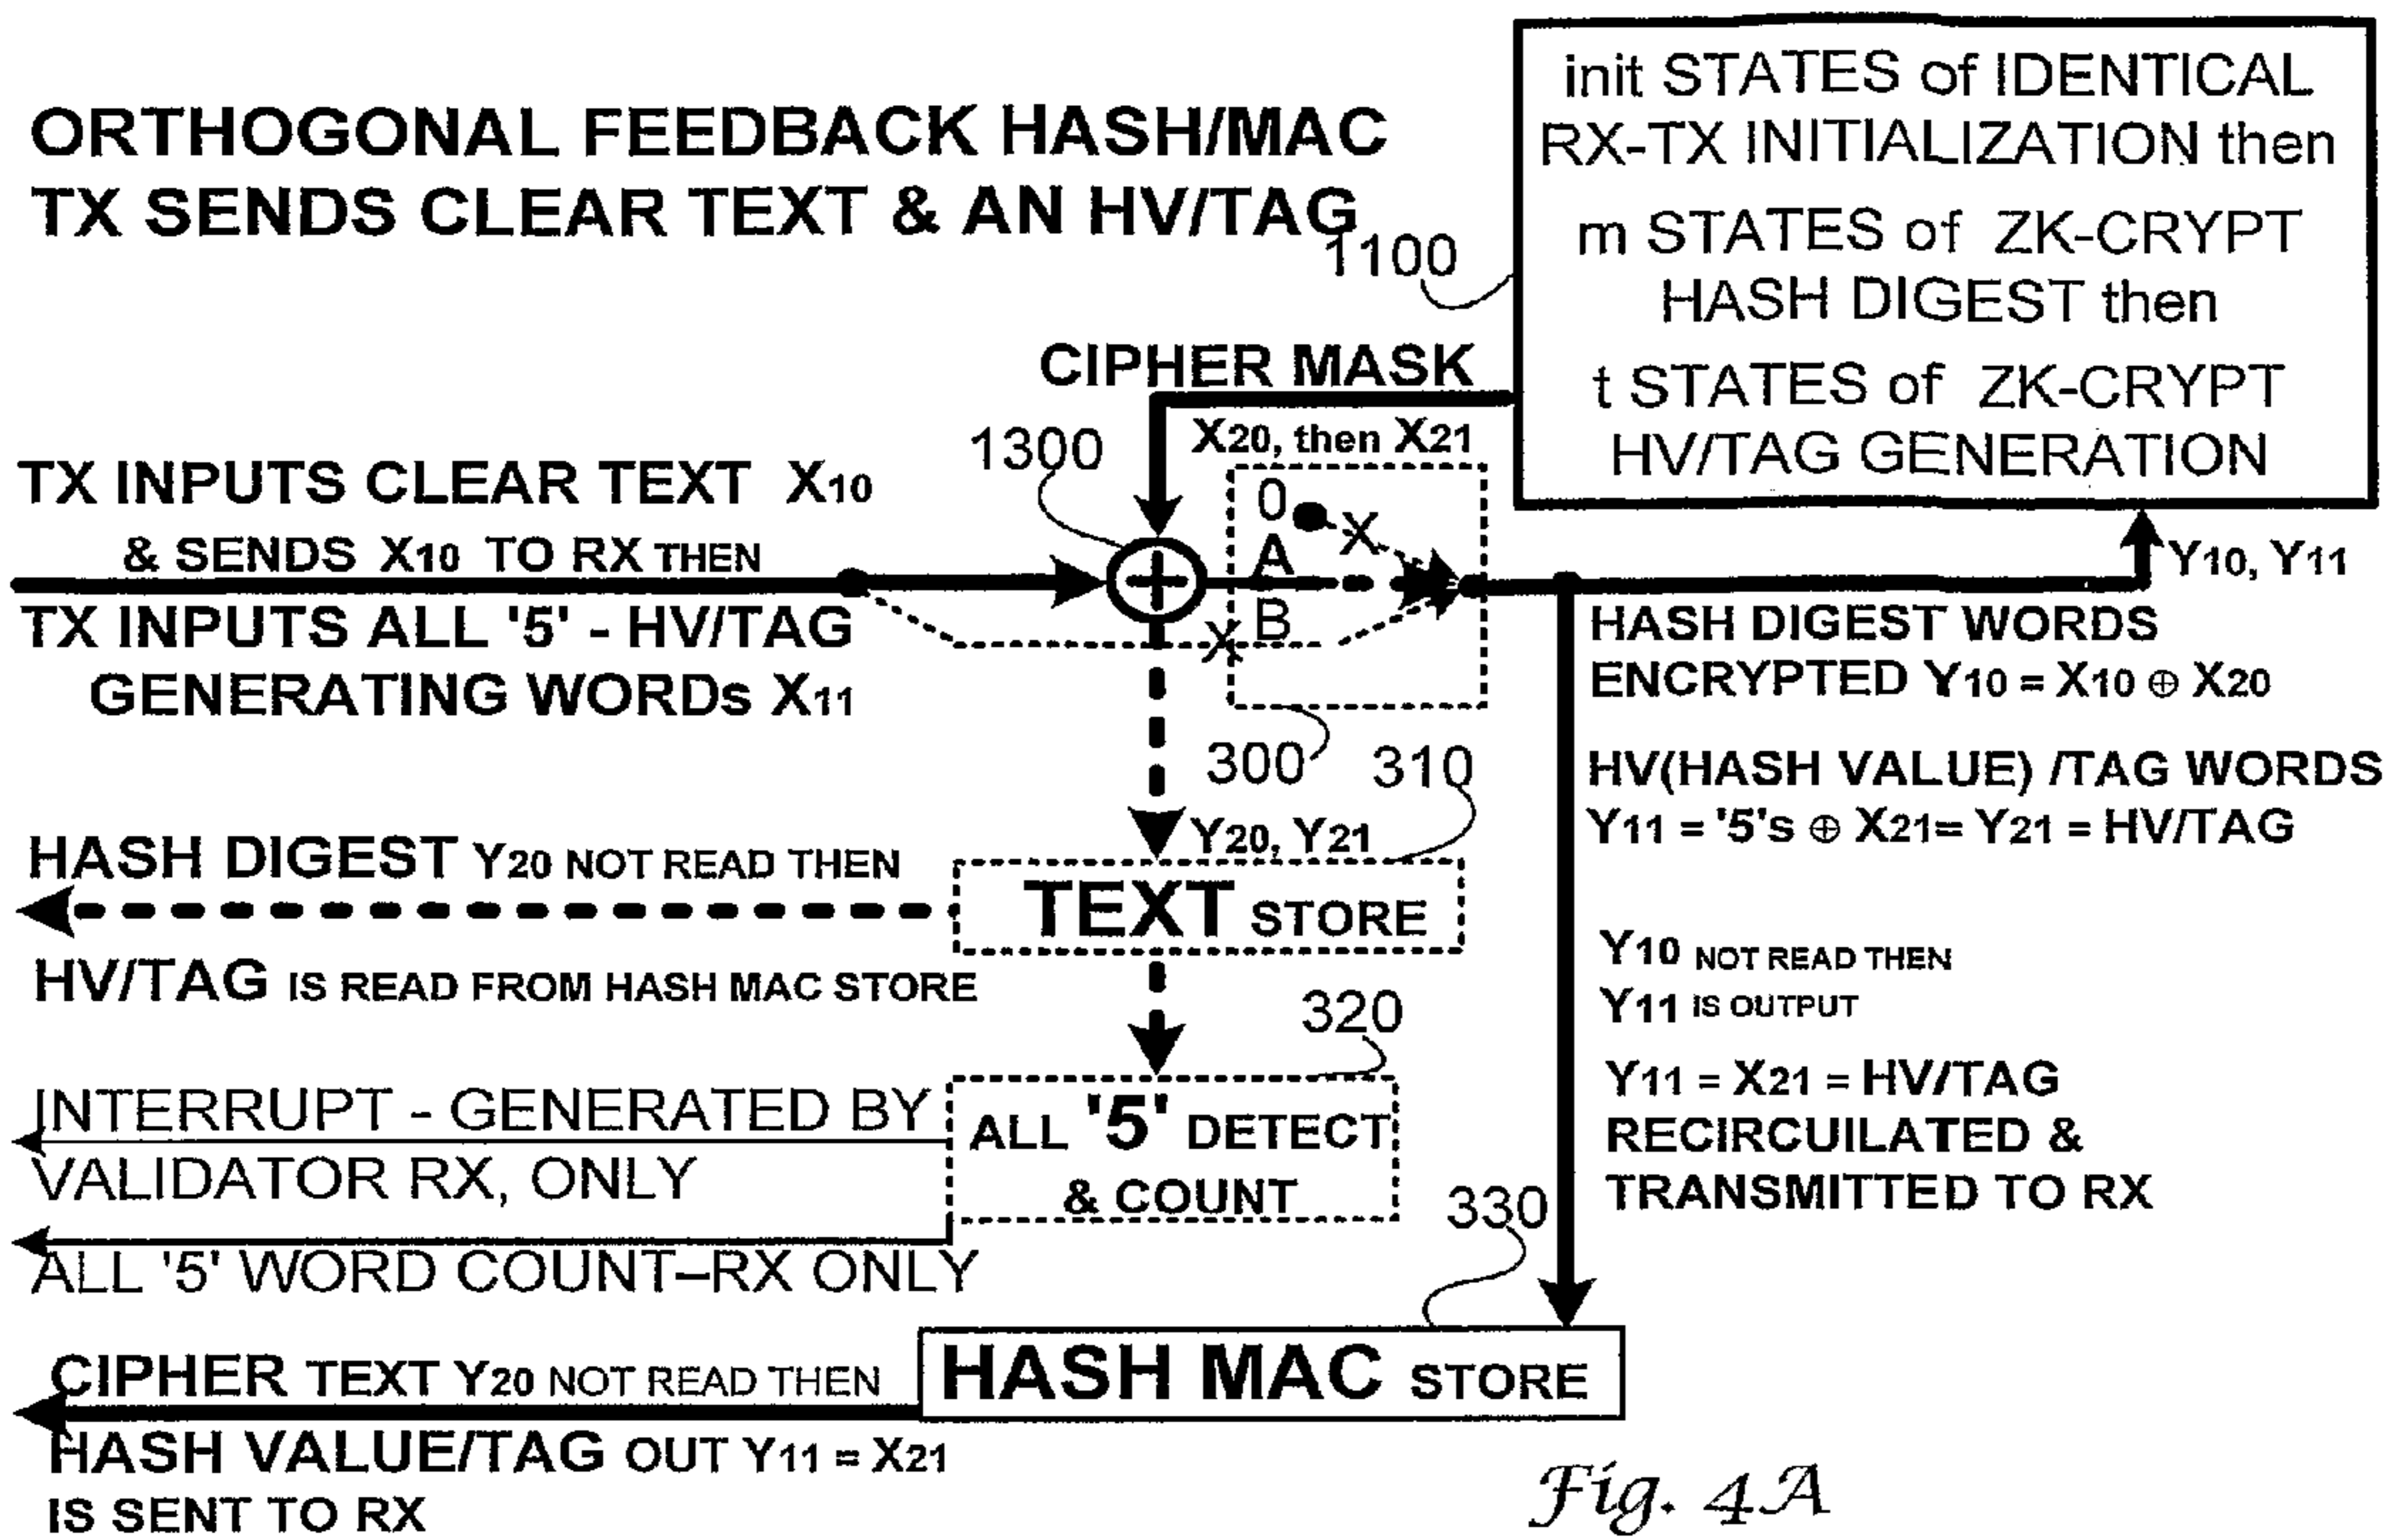 ORTHOGONAL FEEDBACK HASH/MAC
TX SENDS CLEAR TEXT & AN HV/TAG
1100
init STATES of IDENTICAL
RX-TX INITIALIZATION then
m STATES of ZK-CRYPT
HASH DIGEST then
t STATES of ZK-CRYPT
HV/TAG GENERATION
CIPHER MASK
X20, then X21
1300
TX INPUTS CLEAR TEXT X10
& SENDS X10 TO RX THEN
TX INPUTS ALL '5' - HV/TAG
GENERATING WORDs X11
0
X
A
B
X
300
310
Y10, Y11
HASH DIGEST WORDS
ENCRYPTED Y10 = X10 ⊕ X20
HV(HASH VALUE) /TAG WORDS
Y11 = '5's ⊕ X21= Y21 = HV/TAG
Y20, Y21
HASH DIGEST Y20 NOT READ THEN
TEXT STORE
HV/TAG IS READ FROM HASH MAC STORE
Y10 NOT READ THEN
Y11 IS OUTPUT
320
Y11 = X21 = HV/TAG
RECIRCUILATED &
TRANSMITTED TO RX
INTERRUPT - GENERATED BY
VALIDATOR RX, ONLY
ALL '5' DETECT
& COUNT
330
ALL '5' WORD COUNT–RX ONLY
CIPHER TEXT Y20 NOT READ THEN
HASH MAC STORE
HASH VALUE/TAG OUT Y11 = X21
IS SENT TO RX
Fig. 4A